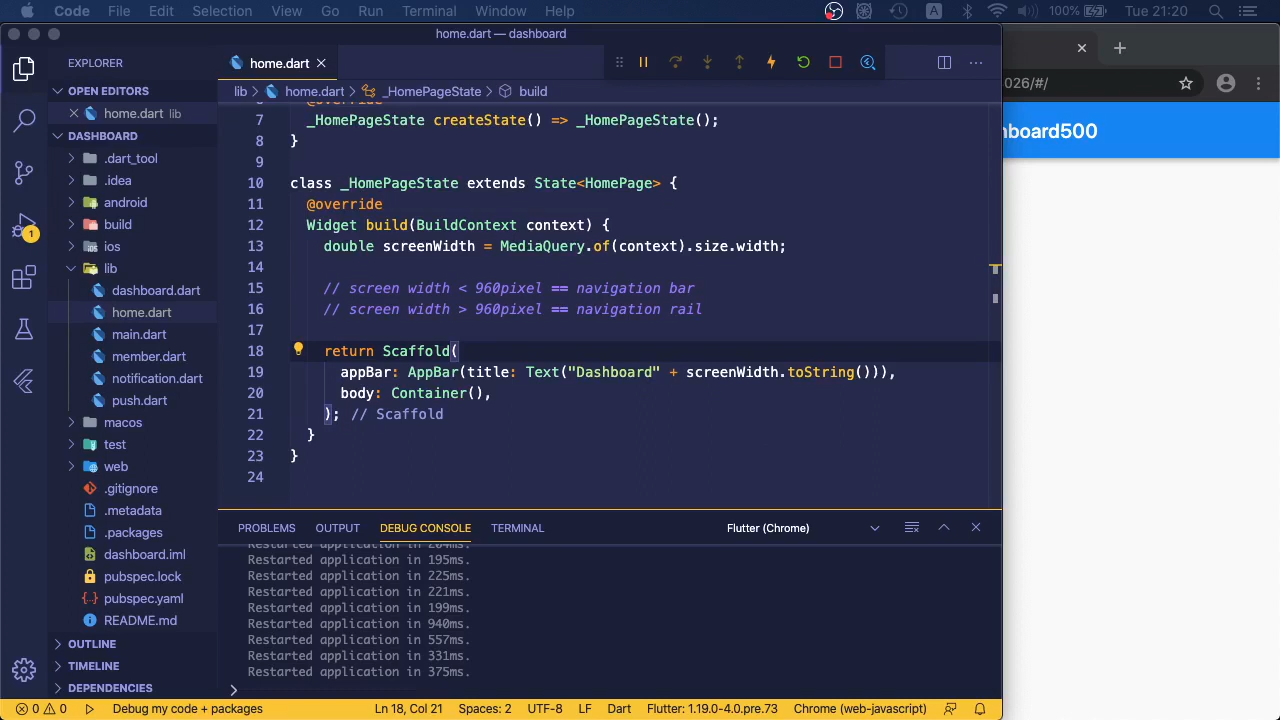 Code File Edit Selection View Go Run Terminal Window Help A 100% Tue 21:20
home.dart — dashboard
EXPLORER
home.dart
026/#/
OPEN EDITORS
lib home.dart _HomePageState build
home.dart lib
@override
DASHBOARD
7 _HomePageState createState() => _HomePageState();
nboard500
8 }
.dart_tool
9
.idea
10 class _HomePageState extends State<HomePage> {
android
11 @override
build
12 Widget build(BuildContext context) {
1
ios
13 double screenWidth = MediaQuery.of(context).size.width;
lib
14
dashboard.dart
15 // screen width < 960pixel == navigation bar
home.dart
16 // screen width > 960pixel == navigation rail
main.dart
17
member.dart
18 return Scaffold(
notification.dart
19 appBar: AppBar(title: Text("Dashboard" + screenWidth.toString())),
push.dart
20 body: Container(),
macos
21 ); // Scaffold
test
22 }
web
23 }
.gitignore
24
.metadata
.packages
PROBLEMS OUTPUT DEBUG CONSOLE TERMINAL Flutter (Chrome)
dashboard.iml
Restarted application in 204ms.
Restarted application in 195ms.
pubspec.lock
Restarted application in 225ms.
pubspec.yaml
Restarted application in 221ms.
README.md
Restarted application in 199ms.
Restarted application in 940ms.
OUTLINE
Restarted application in 557ms.
TIMELINE
Restarted application in 331ms.
Restarted application in 375ms.
DEPENDENCIES
>
0 0 Debug my code + packages Ln 18, Col 21 Spaces: 2 UTF-8 LF Dart Flutter: 1.19.0-4.0.pre.73 Chrome (web-javascript)